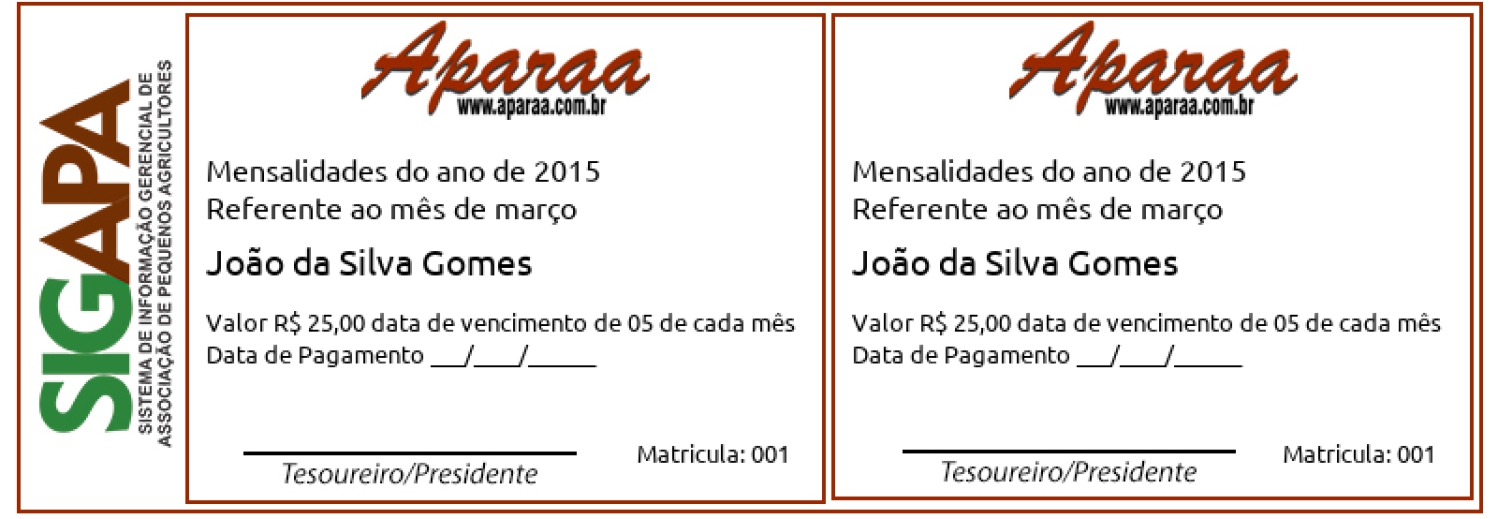 SIGAPA
SISTEMA DE INFORMAÇÃO GERENCIAL DE
ASSOCIAÇÃO DE PEQUENOS AGRICULTORES
Aparaa
www.aparaa.com.br
Mensalidades do ano de 2015
Referente ao mês de março
João da Silva Gomes
Valor R$ 25,00 data de vencimento de 05 de cada mês
Data de Pagamento ___/____/______
Tesoureiro/Presidente
Matricula: 001
Aparaa
www.aparaa.com.br
Mensalidades do ano de 2015
Referente ao mês de março
João da Silva Gomes
Valor R$ 25,00 data de vencimento de 05 de cada mês
Data de Pagamento ___/____/______
Tesoureiro/Presidente
Matricula: 001